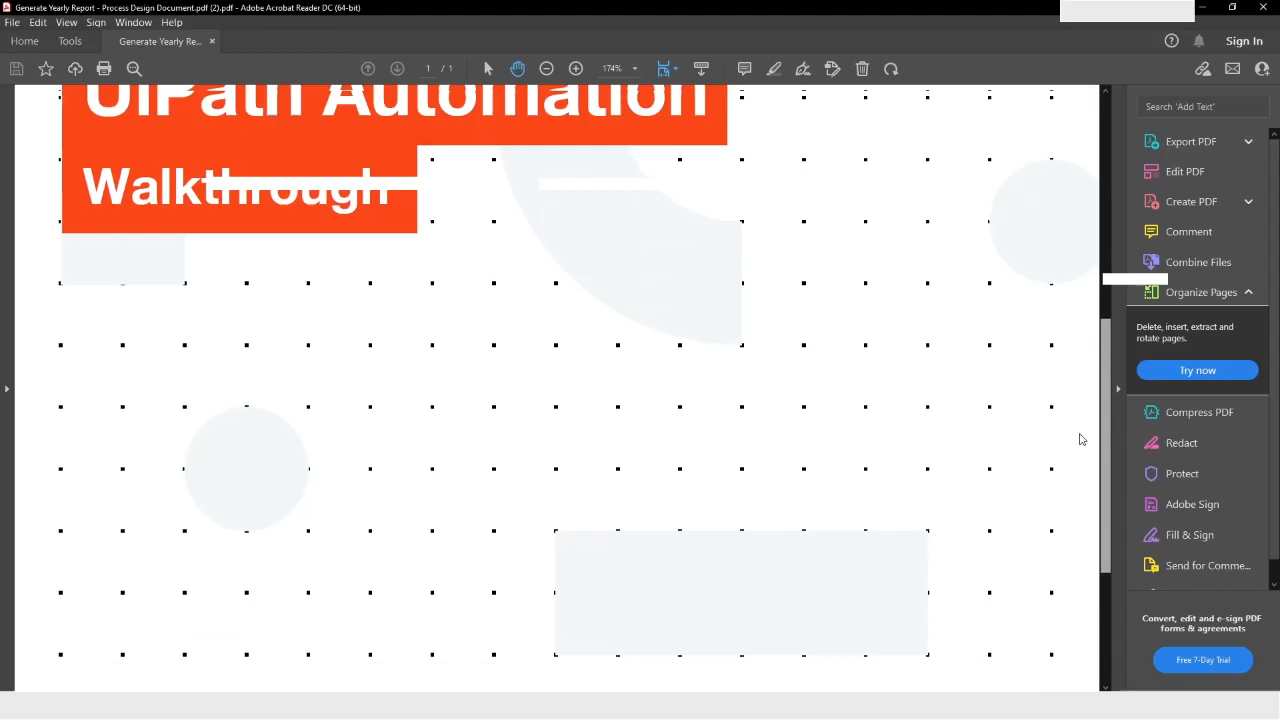 Generate Yearly Report - Process Design Document.pdf (2).pdf - Adobe Acrobat Reader DC (64-bit)
File Edit View Sign Window Help
Home Tools Generate Yearly Re... × Sign In
1 / 1 174%
UiPath Automation
Walkthrough
Search 'Add Text'
Export PDF
Edit PDF
Create PDF
Comment
Combine Files
Organize Pages
Delete, insert, extract and
rotate pages.
Try now
Compress PDF
Redact
Protect
Adobe Sign
Fill & Sign
Send for Comme...
Convert, edit and e-sign PDF
forms & agreements
Free 7-Day Trial